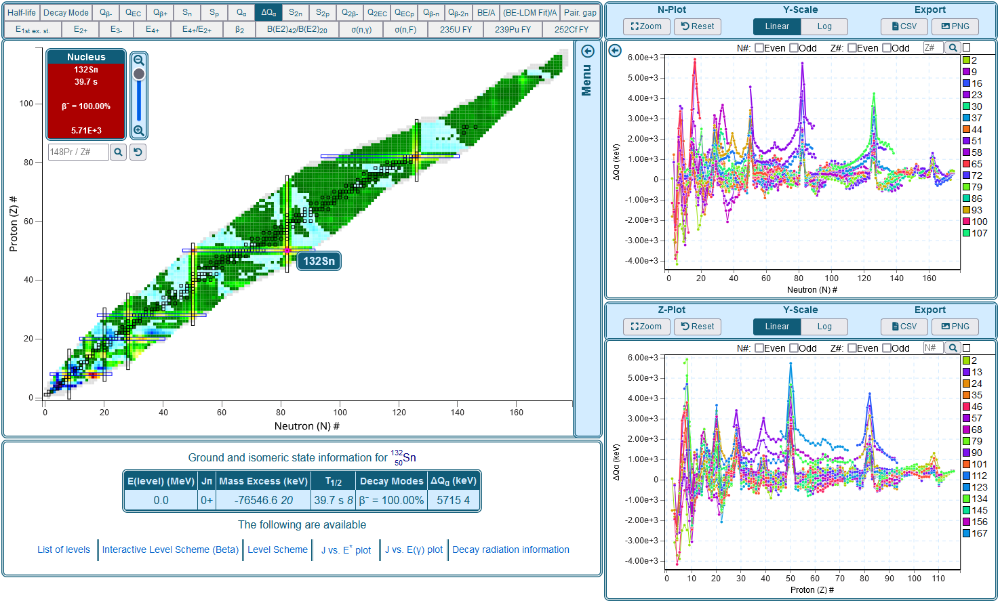 Half-life Decay Mode Qβ- QEC Qβ+ Sn Sp Qα ΔQα S2n S2p Q2β- Q2EC QECp Qβ-n Qβ-2n BE/A (BE-LDM Fit)/A Pair. gap
E1st ex. st. E2+ E3- E4+ E4+/E2+ β2 B(E2)42/B(E2)20 σ(n,γ) σ(n,F) 235U FY 239Pu FY 252Cf FY
Nucleus
132Sn
39.7 s
β⁻ = 100.00%
5.71E+3
148Pr / Z#
Menu
132Sn
Proton (Z) #
100
80
60
40
20
0
0 20 40 60 80 100 120 140 160
Neutron (N) #
Ground and isomeric state information for 132 50 Sn
E(level) (MeV) Jπ Mass Excess (keV) T1/2 Decay Modes ΔQα (keV)
0.0 0+ -76546.6 20 39.7 s 8 β⁻ = 100.00% 5715 4
The following are available
List of levels Interactive Level Scheme (Beta) Level Scheme J vs. E* plot J vs. E(γ) plot Decay radiation information
N-Plot Y-Scale Export
Zoom Reset Linear Log CSV PNG
N#: Even Odd Z#: Even Odd Z#
6.00e+3
5.00e+3
4.00e+3
3.00e+3
2.00e+3
1.00e+3
0
-1.00e+3
-2.00e+3
-3.00e+3
-4.00e+3
ΔQα (keV)
0 20 40 60 80 100 120 140 160
Neutron (N) #
2
9
16
23
30
37
44
51
58
65
72
79
86
93
100
107
Z-Plot Y-Scale Export
Zoom Reset Linear Log CSV PNG
N#: Even Odd Z#: Even Odd N#
6.00e+3
5.00e+3
4.00e+3
3.00e+3
2.00e+3
1.00e+3
0
-1.00e+3
-2.00e+3
-3.00e+3
-4.00e+3
ΔQα (keV)
0 10 20 30 40 50 60 70 80 90 100 110
Proton (Z) #
2
13
24
35
46
57
68
79
90
101
112
123
134
145
156
167